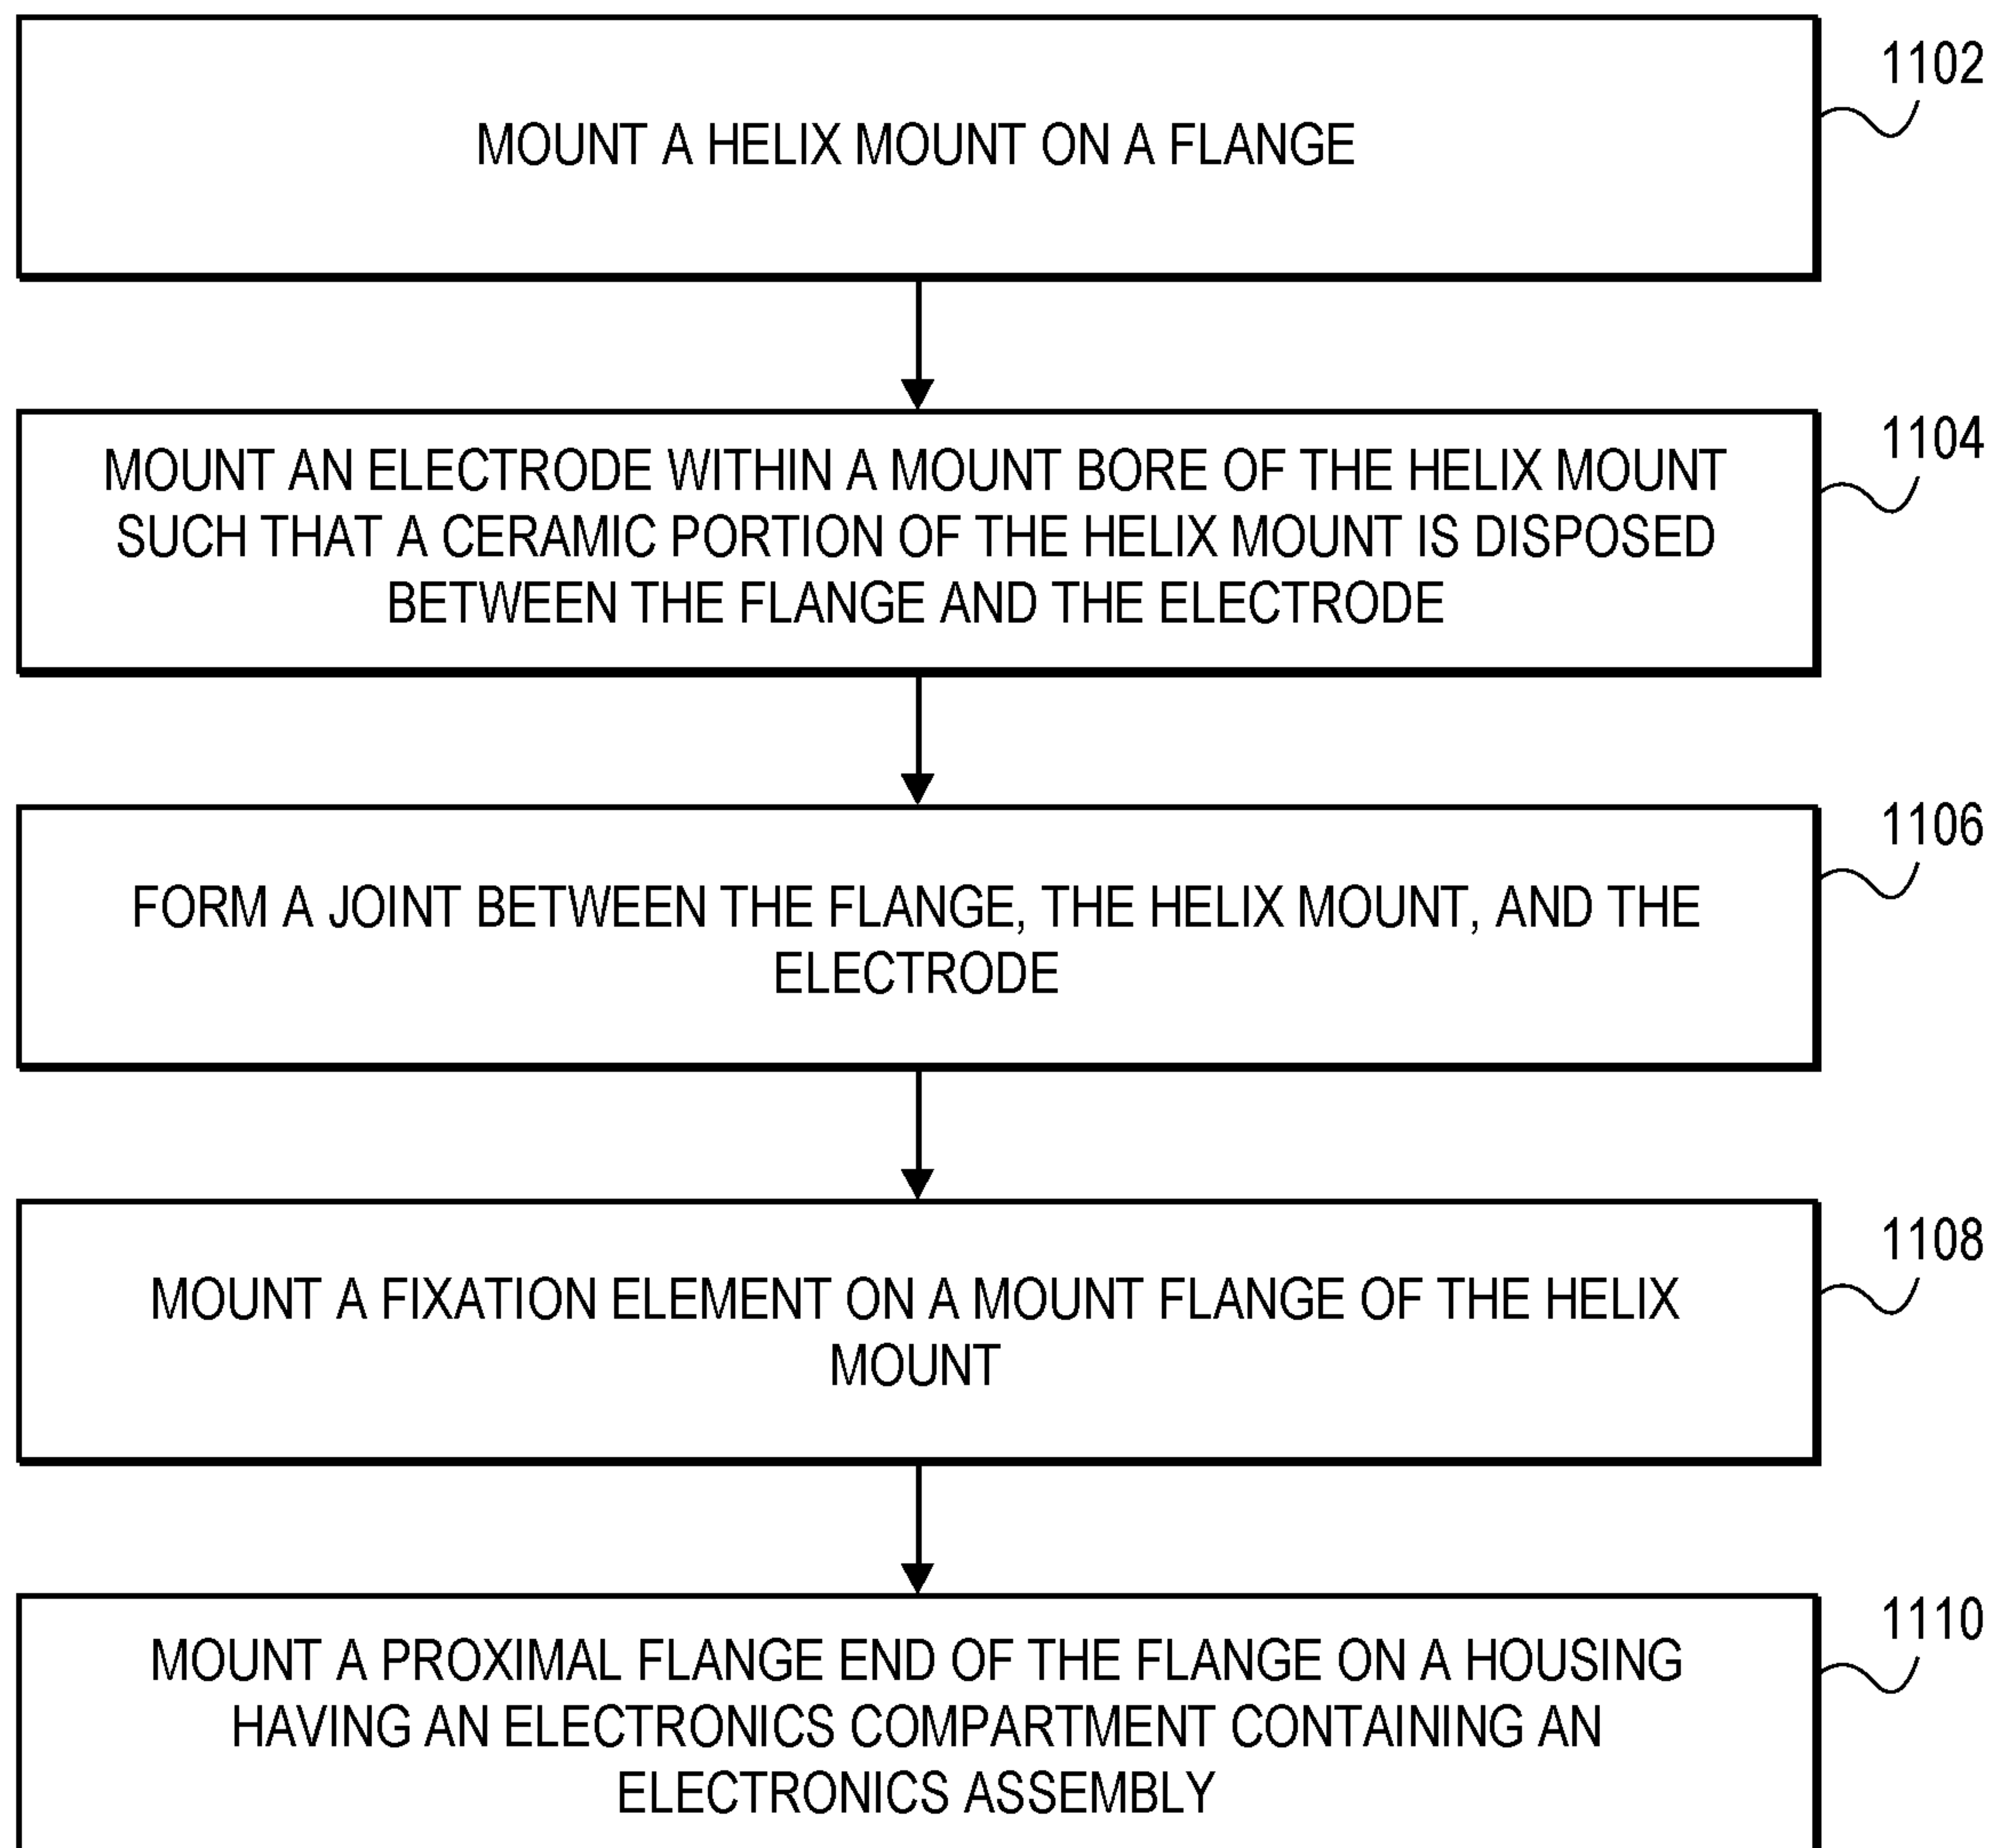 1102
MOUNT A HELIX MOUNT ON A FLANGE
1104
MOUNT AN ELECTRODE WITHIN A MOUNT BORE OF THE HELIX MOUNT
SUCH THAT A CERAMIC PORTION OF THE HELIX MOUNT IS DISPOSED
BETWEEN THE FLANGE AND THE ELECTRODE
1106
FORM A JOINT BETWEEN THE FLANGE, THE HELIX MOUNT, AND THE
ELECTRODE
1108
MOUNT A FIXATION ELEMENT ON A MOUNT FLANGE OF THE HELIX
MOUNT
1110
MOUNT A PROXIMAL FLANGE END OF THE FLANGE ON A HOUSING
HAVING AN ELECTRONICS COMPARTMENT CONTAINING AN
ELECTRONICS ASSEMBLY